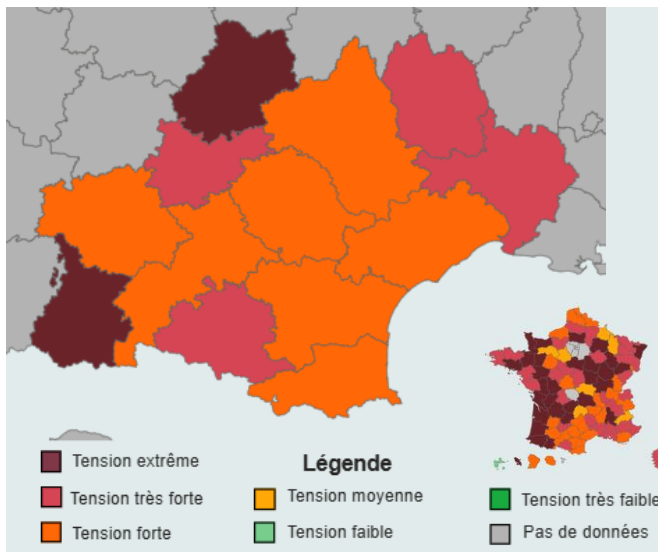 Légende
Tension extrême
Tension très forte
Tension forte
Tension moyenne
Tension faible
Tension très faible
Pas de données